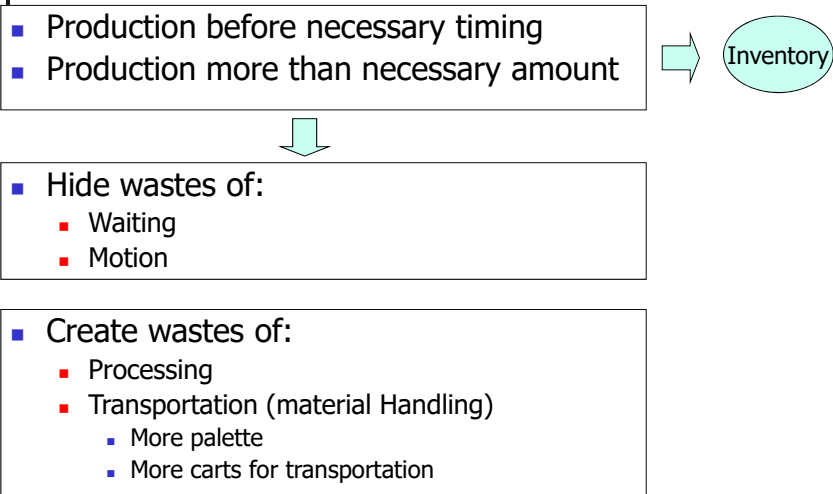 Production before necessary timing
Production more than necessary amount
Inventory
Hide wastes of:
Waiting
Motion
Create wastes of:
Processing
Transportation (material Handling)
More palette
More carts for transportation